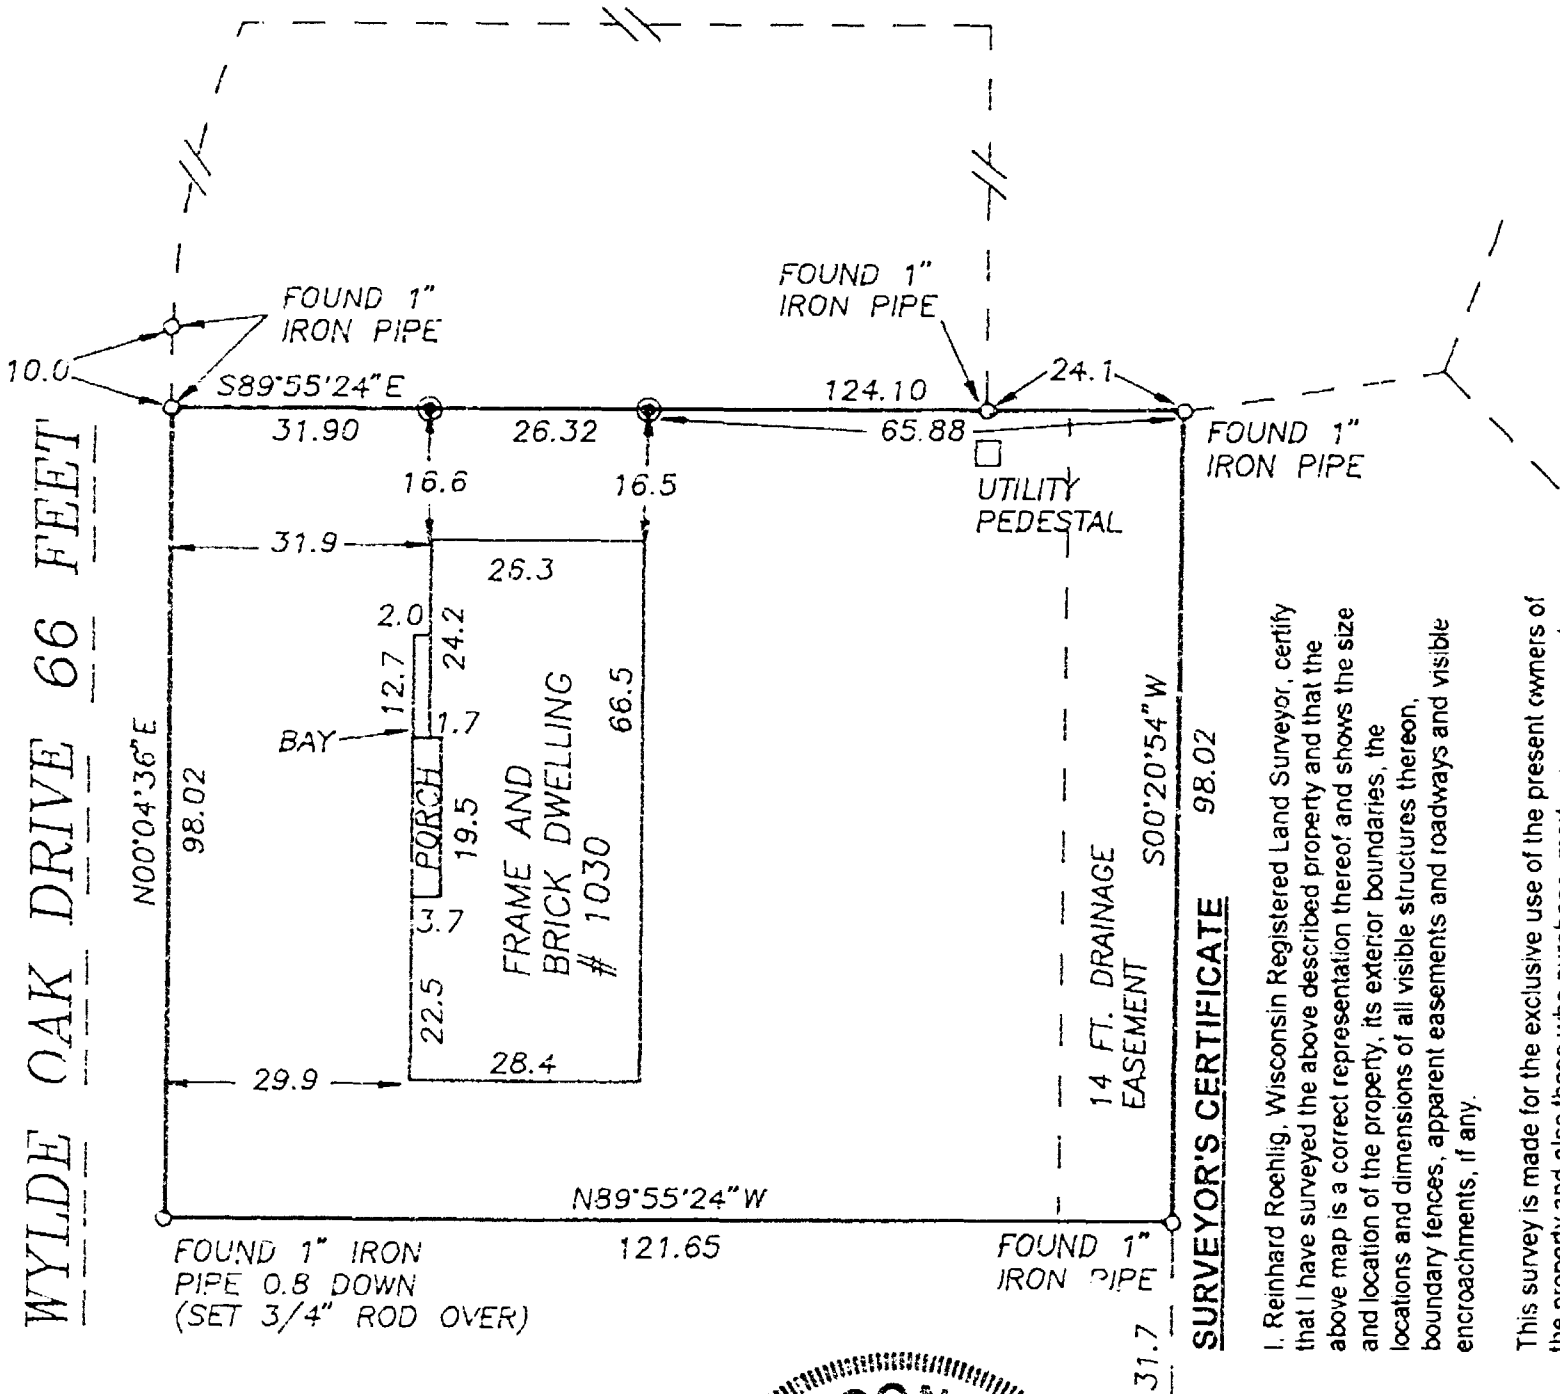 FOUND 1"
IRON PIPE
FOUND 1"
IRON PIPE
10.0
S89°55'24"E
124.10
24.1
31.90
26.32
65.88
FOUND 1"
IRON PIPE
16.6
16.5
UTILITY
PEDESTAL
31.9
26.3
2.0
24.2
12.7
66.5
1.7
BAY
PORCH
19.5
FRAME AND
BRICK DWELLING
# 1030
3.7
22.5
28.4
29.9
WYLDE OAK DRIVE 66 FEET
N00°04'36"E
98.02
S00°20'54"W
98.02
14 FT. DRAINAGE
EASEMENT
N89°55'24"W
121.65
FOUND 1" IRON
PIPE 0.8 DOWN
(SET 3/4" ROD OVER)
FOUND 1"
IRON PIPE
31.7
SURVEYOR'S CERTIFICATE
I, Reinhard Roehlig, Wisconsin Registered Land Surveyor, certify
that I have surveyed the above described property and that the
above map is a correct representation thereof and shows the size
and location of the property, its exterior boundaries, the
locations and dimensions of all visible structures thereon,
boundary fences, apparent easements and roadways and visible
encroachments, if any.
This survey is made for the exclusive use of the present owners of
the property and also those who purchase,